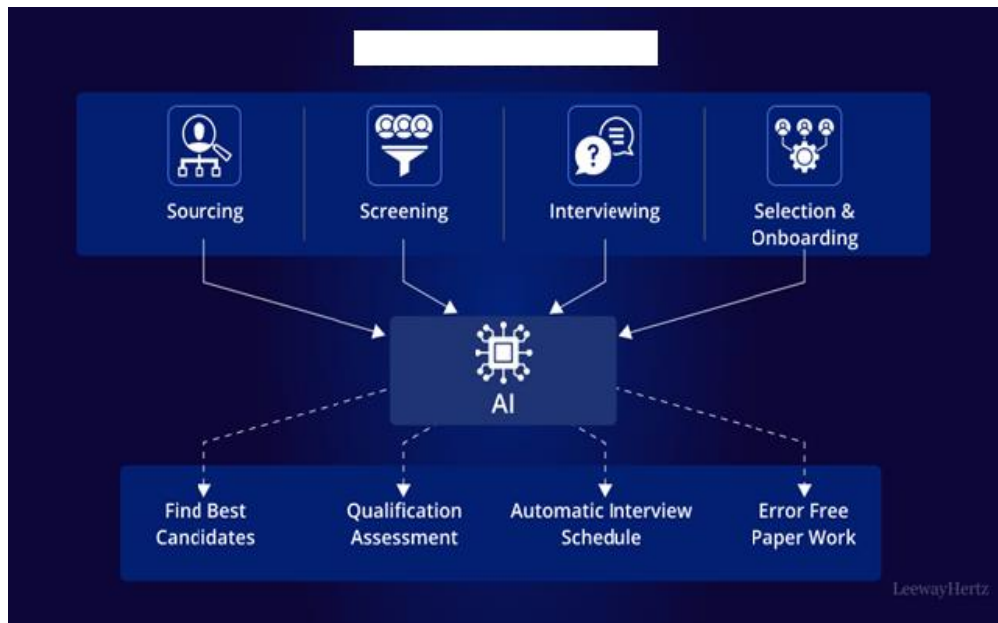 Sourcing
Screening
Interviewing
Selection &
Onboarding
AI
Find Best
Candidates
Qualification
Assessment
Automatic Interview
Schedule
Error Free
Paper Work
LeewayHertz